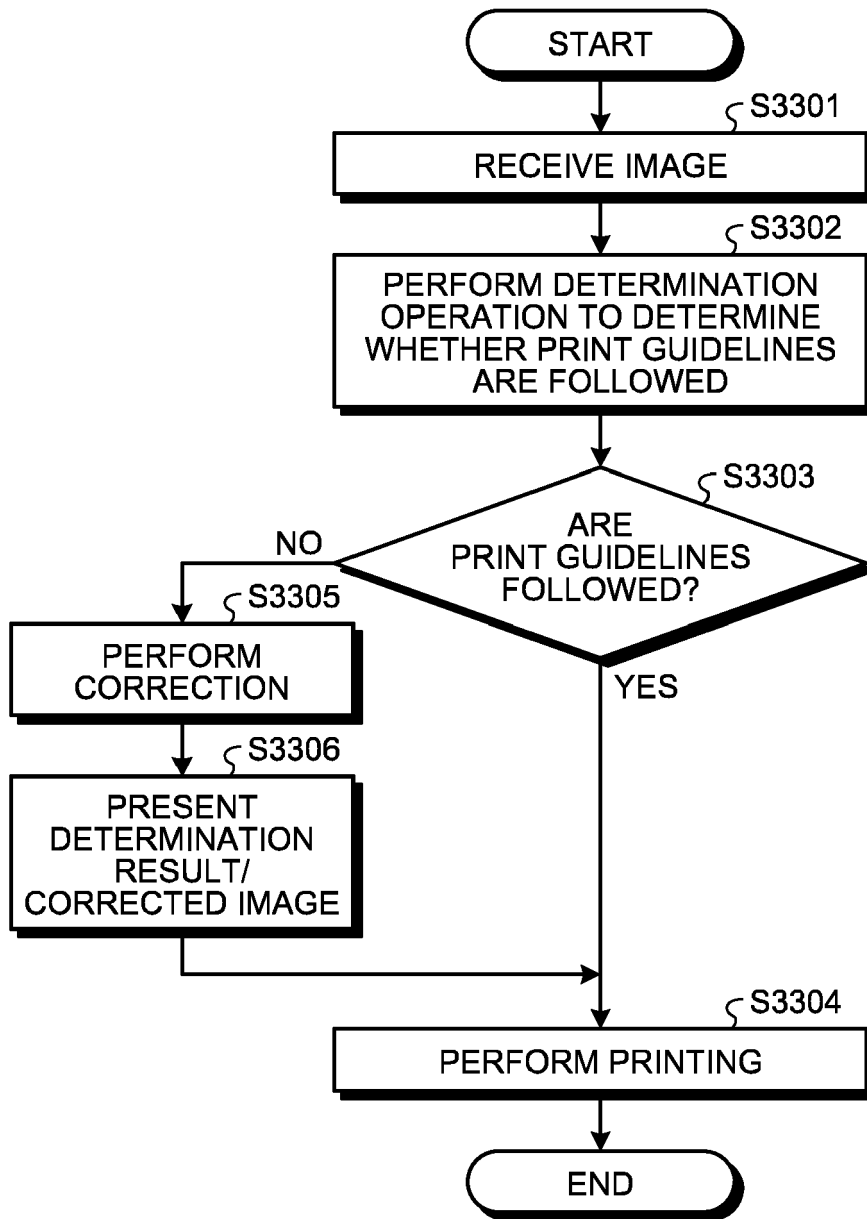 START
S3301
RECEIVE IMAGE
S3302
PERFORM DETERMINATION
OPERATION TO DETERMINE
WHETHER PRINT GUIDELINES
ARE FOLLOWED
S3303
ARE
PRINT GUIDELINES
FOLLOWED?
NO
YES
S3305
PERFORM
CORRECTION
S3306
PRESENT
DETERMINATION
RESULT/
CORRECTED IMAGE
S3304
PERFORM PRINTING
END